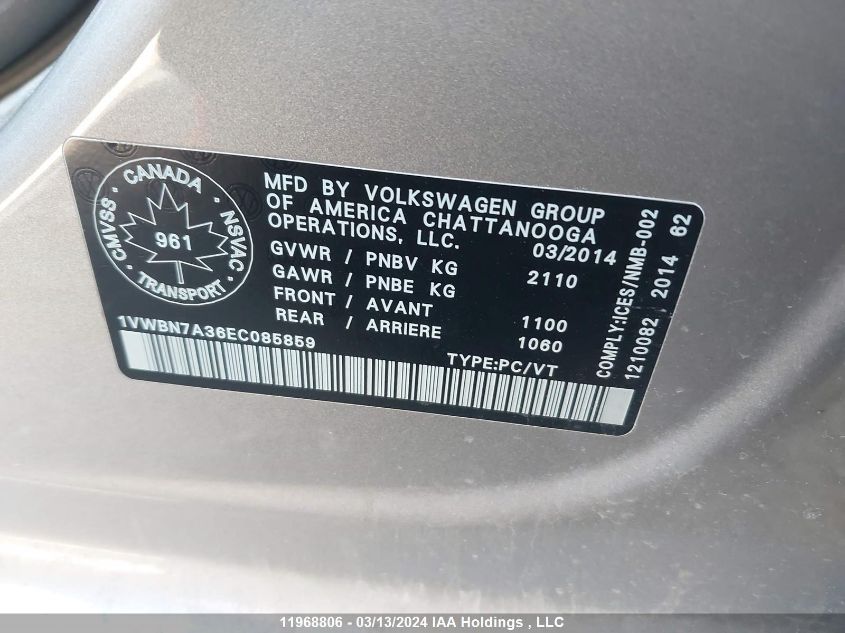 CMVSS · CANADA · NSVAC · TRANSPORT ·
961
MFD BY VOLKSWAGEN GROUP
OF AMERICA CHATTANOOGA
OPERATIONS, LLC.
03/2014
GVWR / PNBV KG 2110
GAWR / PNBE KG
FRONT / AVANT 1100
REAR / ARRIERE 1060
1VWBN7A36EC085859
TYPE:PC/VT
COMPLY:ICES/NMB-002
1210082 2014 62
11968806 - 03/13/2024 IAA Holdings , LLC